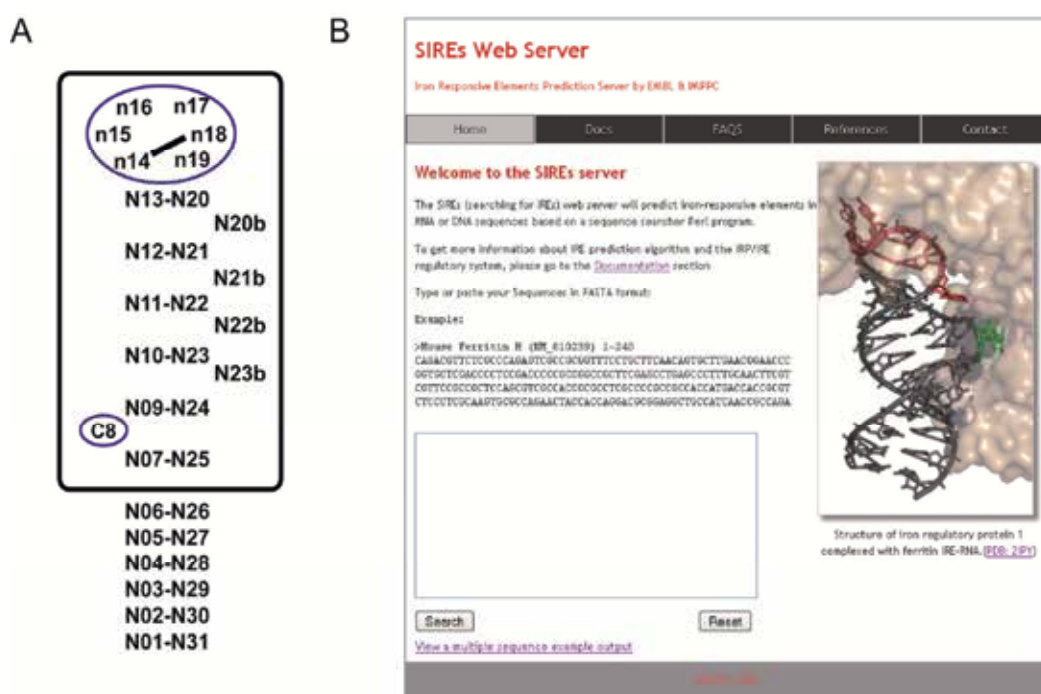 A
n16 n17
n15 n18
n14 n19
N13-N20
N20b
N12-N21
N21b
N11-N22
N22b
N10-N23
N23b
N09-N24
C8
N07-N25
N06-N26
N05-N27
N04-N28
N03-N29
N02-N30
N01-N31
B
SIREs Web Server
Iron Responsive Elements Prediction Server by EMBL & IMPPC
Home Docs FAQS References Contact
Welcome to the SIREs server
The SIREs (searching for IREs) web server will predict iron-responsive elements in
RNA or DNA sequences based on a sequence searcher Perl program.
To get more information about IRE prediction algorithm and the IRP/IRE
regulatory system, please go to the Documentation section
Type or paste your Sequences in FASTA format:
Example:
>Mouse Ferritin H (NM_010239) 1-240
CAGACGTTCTCGCCCAGAGTCGCCGCGGTTTCCTGCTTCAACAGTGCTTGAACGGAACCC
GGTGCTCGACCCCTCCGACCCCCGCCGGCCGCTTCGAGCCTGAGCCCTTTGCAACTTCGT
CGTTCCGCCGCTCCAGCGTCGCCACCGCGCCTCGCCCCGCCGCCACCATGACCACCGCGT
CTCCCTCGCAAGTGCGCCAGAACTACCACCAGGACGCGGAGGCTGCCATCAACCGCCAGA
Search Reset
View a multiple sequence example output
Structure of iron regulatory protein 1
complexed with ferritin IRE-RNA.(PDB: 2IPY)